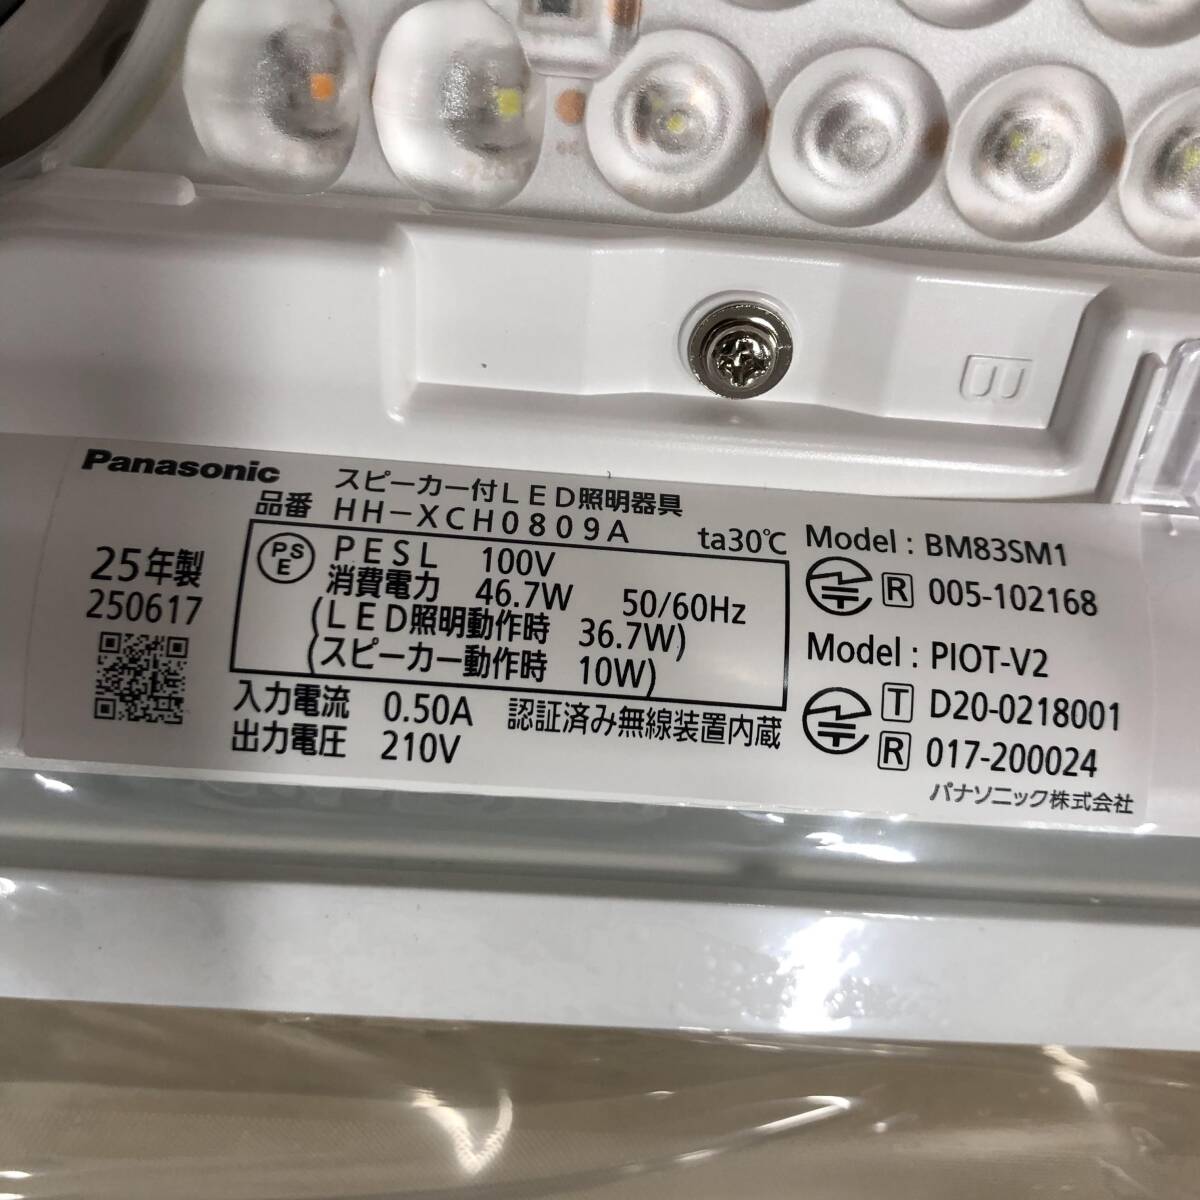 B
Panasonic
スピーカー付LED照明器具
品番 HH-XCH0809A
ta30℃
25年製
250617
PSE
PESL 100V
消費電力 46.7W 50/60Hz
(LED照明動作時 36.7W)
(スピーカー動作時 10W)
入力電流 0.50A
出力電圧 210V
認証済み無線装置内蔵
Model : BM83SM1
R 005-102168
Model : PIOT-V2
T D20-0218001
R 017-200024
パナソニック株式会社